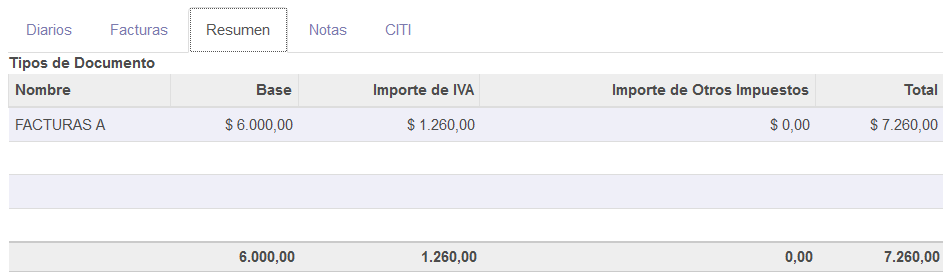 Diarios Facturas Resumen Notas CITI
Tipos de Documento
Nombre Base Importe de IVA Importe de Otros Impuestos Total
FACTURAS A $ 6.000,00 $ 1.260,00 $ 0,00 $ 7.260,00
6.000,00 1.260,00 0,00 7.260,00